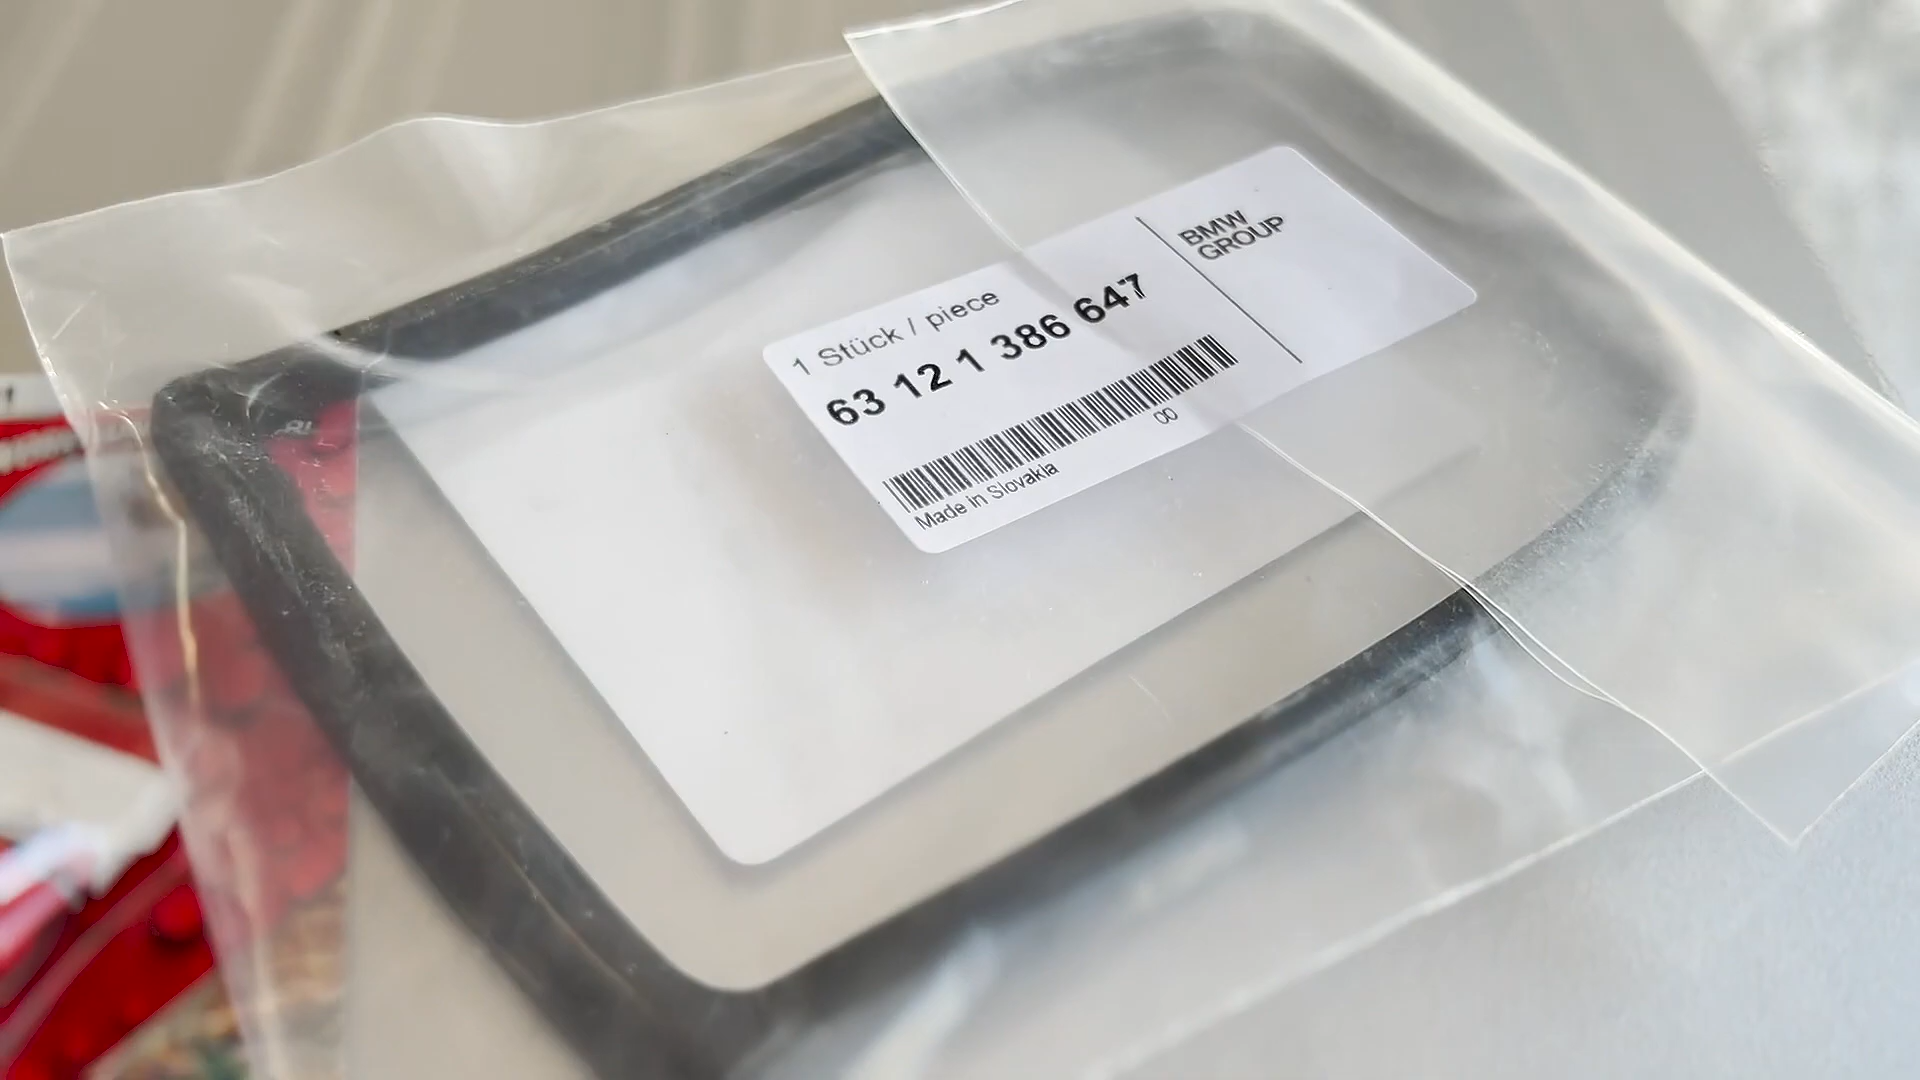 1 Stück / piece
63 12 1 386 647
00
Made in Slovakia
BMW
GROUP